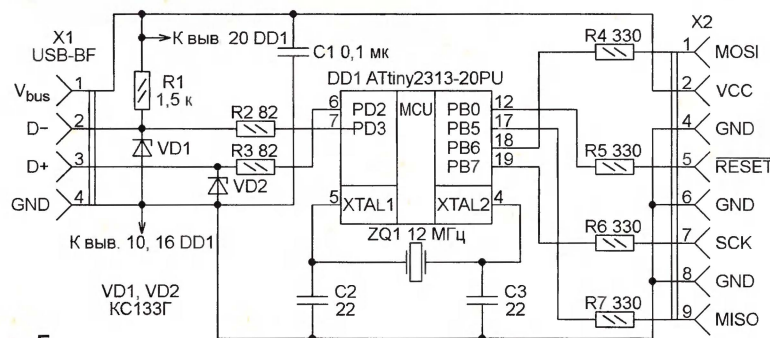 X1
USB-BF
Vbus 1
D− 2
D+ 3
GND 4
К выв. 20 DD1
R1
1,5 к
C1 0,1 мк
R2 82
R3 82
VD1
VD2
К выв. 10, 16 DD1
VD1, VD2
КС133Г
DD1 ATtiny2313-20PU
6 PD2
7 PD3
MCU
PB0 12
PB5 17
PB6 18
PB7 19
5 XTAL1
XTAL2 4
ZQ1 12 МГц
C2
22
C3
22
R4 330
R5 330
R6 330
R7 330
X2
1 MOSI
2 VCC
4 GND
5 RESET
6 GND
7 SCK
8 GND
9 MISO